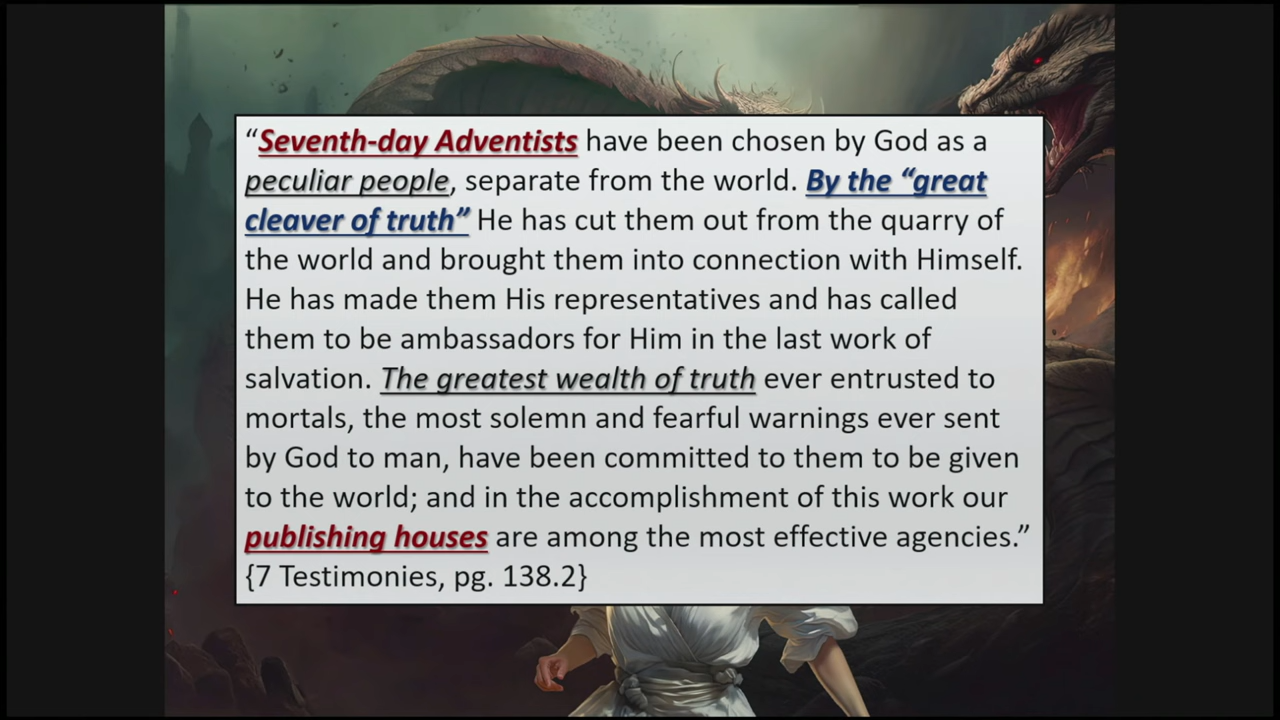 “Seventh-day Adventists have been chosen by God as a
peculiar people, separate from the world. By the “great
cleaver of truth” He has cut them out from the quarry of
the world and brought them into connection with Himself.
He has made them His representatives and has called
them to be ambassadors for Him in the last work of
salvation. The greatest wealth of truth ever entrusted to
mortals, the most solemn and fearful warnings ever sent
by God to man, have been committed to them to be given
to the world; and in the accomplishment of this work our
publishing houses are among the most effective agencies.”
{7 Testimonies, pg. 138.2}